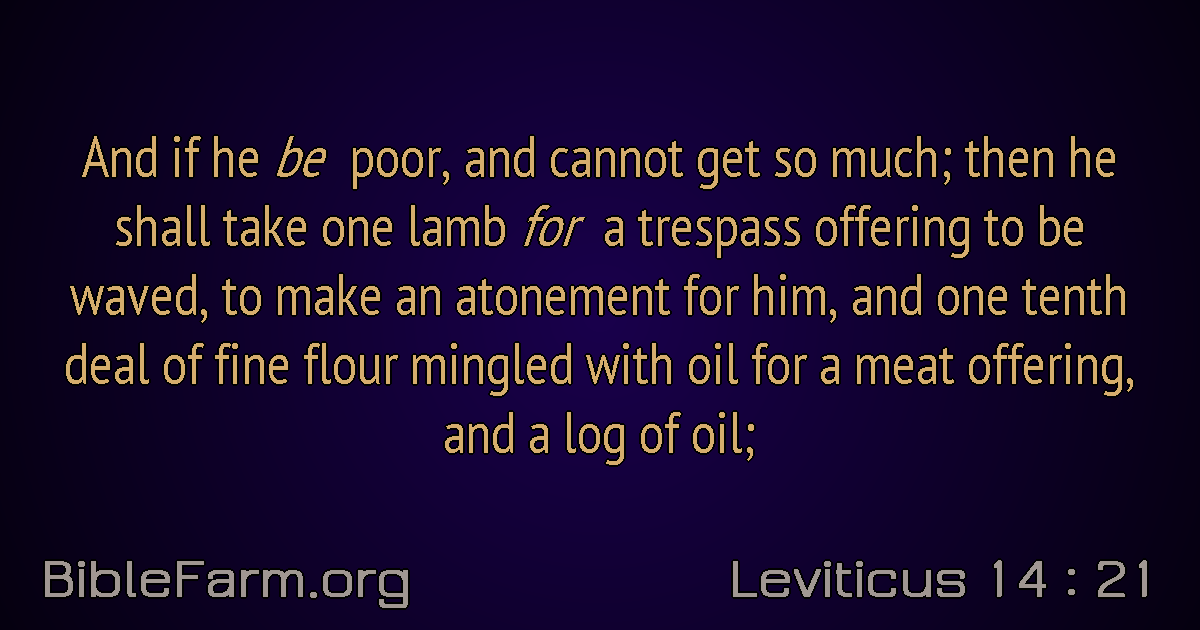 And if he be poor, and cannot get so much; then he
shall take one lamb for a trespass offering to be
waved, to make an atonement for him, and one tenth
deal of fine flour mingled with oil for a meat offering,
and a log of oil;
BibleFarm.org
Leviticus 14 : 21